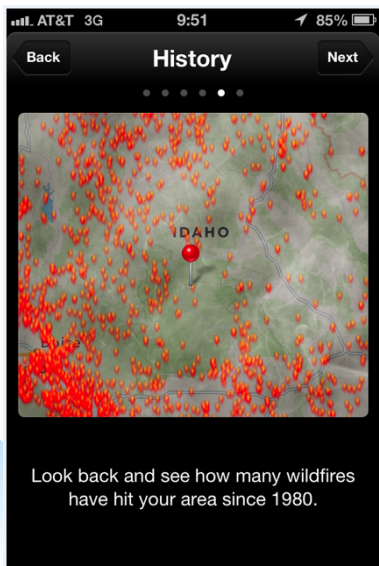 AT&T 3G 9:51 85%
Back History Next
IDAHO
Boise
Look back and see how many wildfires
have hit your area since 1980.